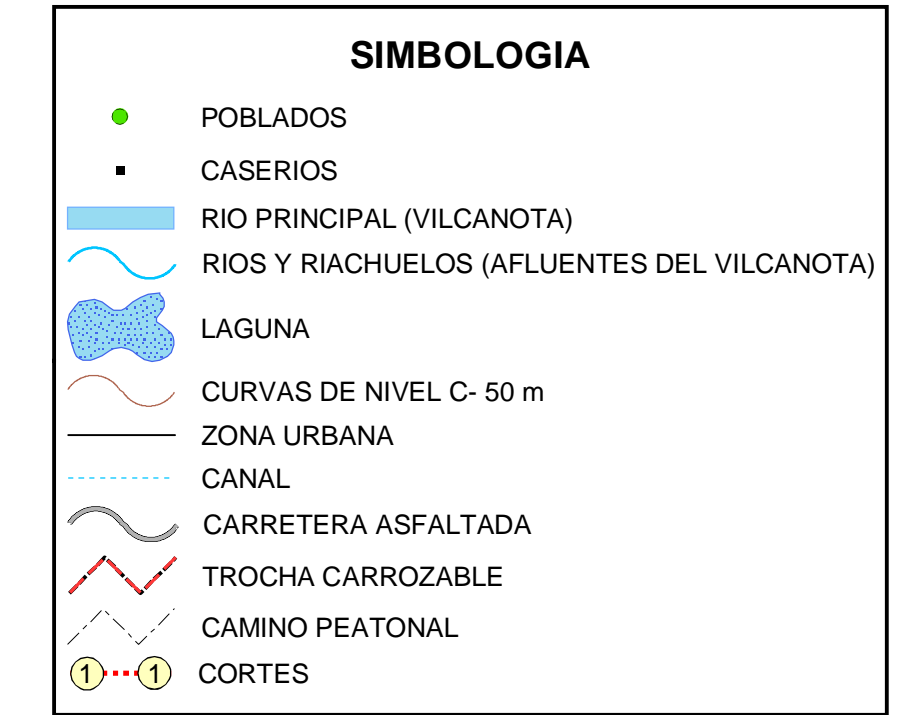 SIMBOLOGIA
POBLADOS
CASERIOS
RIO PRINCIPAL (VILCANOTA)
RIOS Y RIACHUELOS (AFLUENTES DEL VILCANOTA)
LAGUNA
CURVAS DE NIVEL C- 50 m
ZONA URBANA
CANAL
CARRETERA ASFALTADA
TROCHA CARROZABLE
CAMINO PEATONAL
1 1 CORTES